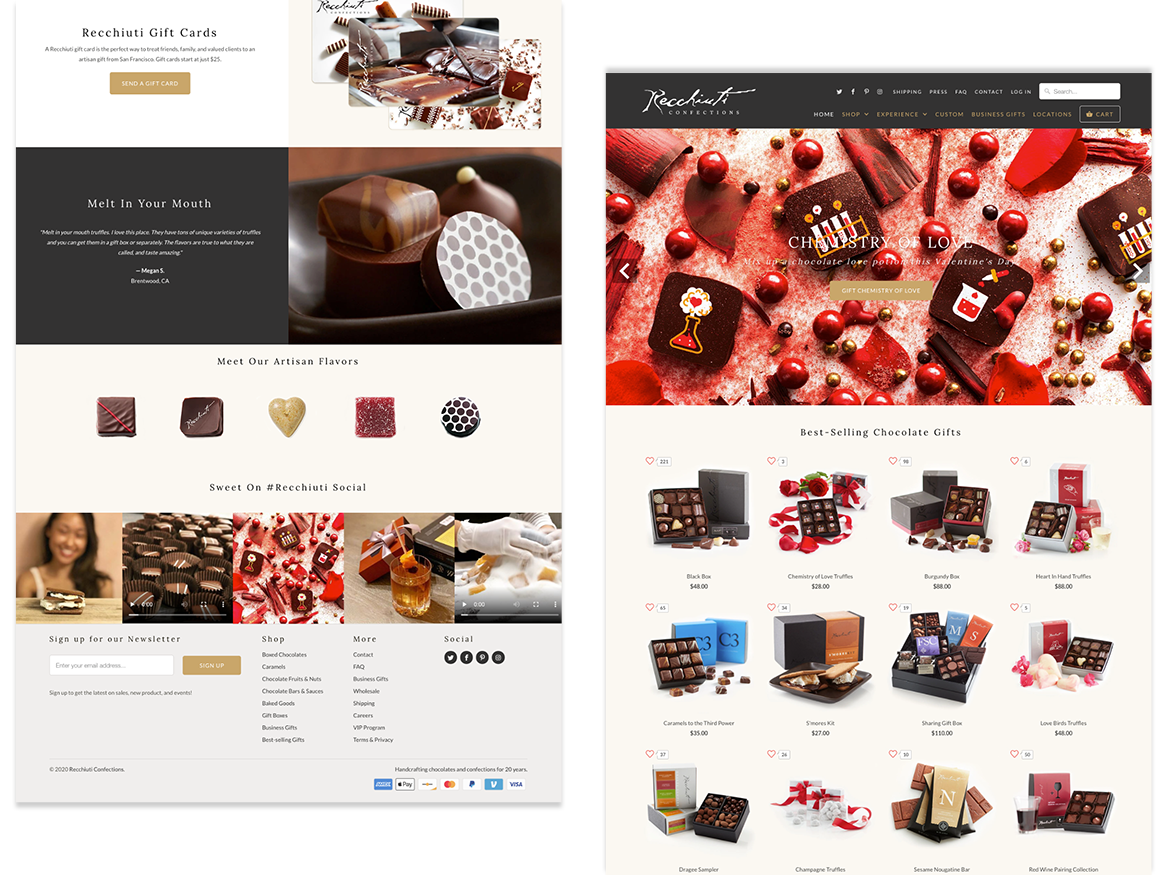 Recchiuti
CONFECTIONS
Recchiuti Gift Cards
A Recchiuti gift card is the perfect way to treat friends, family, and valued clients to an
artisan gift from San Francisco. Gift cards start at just $25.
SEND A GIFT CARD
Melt In Your Mouth
"Melt in your mouth truffles. I love this place. They have tons of unique varieties of truffles
and you can get them in a gift box or separately. The flavors are true to what they are
called, and taste amazing."
— Megan S.
Brentwood, CA
Meet Our Artisan Flavors
Recchiuti
Sweet On #Recchiuti Social
0:00
0:00
Sign up for our Newsletter
Enter your email address...
SIGN UP
Sign up to get the latest on sales, new product, and events!
Shop
Boxed Chocolates
Caramels
Chocolate Fruits & Nuts
Chocolate Bars & Sauces
Baked Goods
Gift Boxes
Business Gifts
Best-selling Gifts
More
Contact
FAQ
Business Gifts
Wholesale
Shipping
Careers
VIP Program
Terms & Privacy
Social
© 2020 Recchiuti Confections.
Handcrafting chocolates and confections for 20 years.
Pay
VISA
Recchiuti
CONFECTIONS
SHIPPING PRESS FAQ CONTACT LOG IN
Search...
HOME SHOP EXPERIENCE CUSTOM BUSINESS GIFTS LOCATIONS CART
CHEMISTRY OF LOVE
Mix up a chocolate love potion this Valentine's Day
GIFT CHEMISTRY OF LOVE
Best-Selling Chocolate Gifts
221 3 98 6
Black Box Chemistry of Love Truffles Burgundy Box Heart In Hand Truffles
$48.00 $28.00 $88.00 $88.00
65 34 19 5
C3 C3
S'MORES
M S
FSC
Caramels to the Third Power S'mores Kit Sharing Gift Box Love Birds Truffles
$35.00 $27.00 $110.00 $48.00
37 26 10 50
N
Dragee Sampler Champagne Truffles Sesame Nougatine Bar Red Wine Pairing Collection